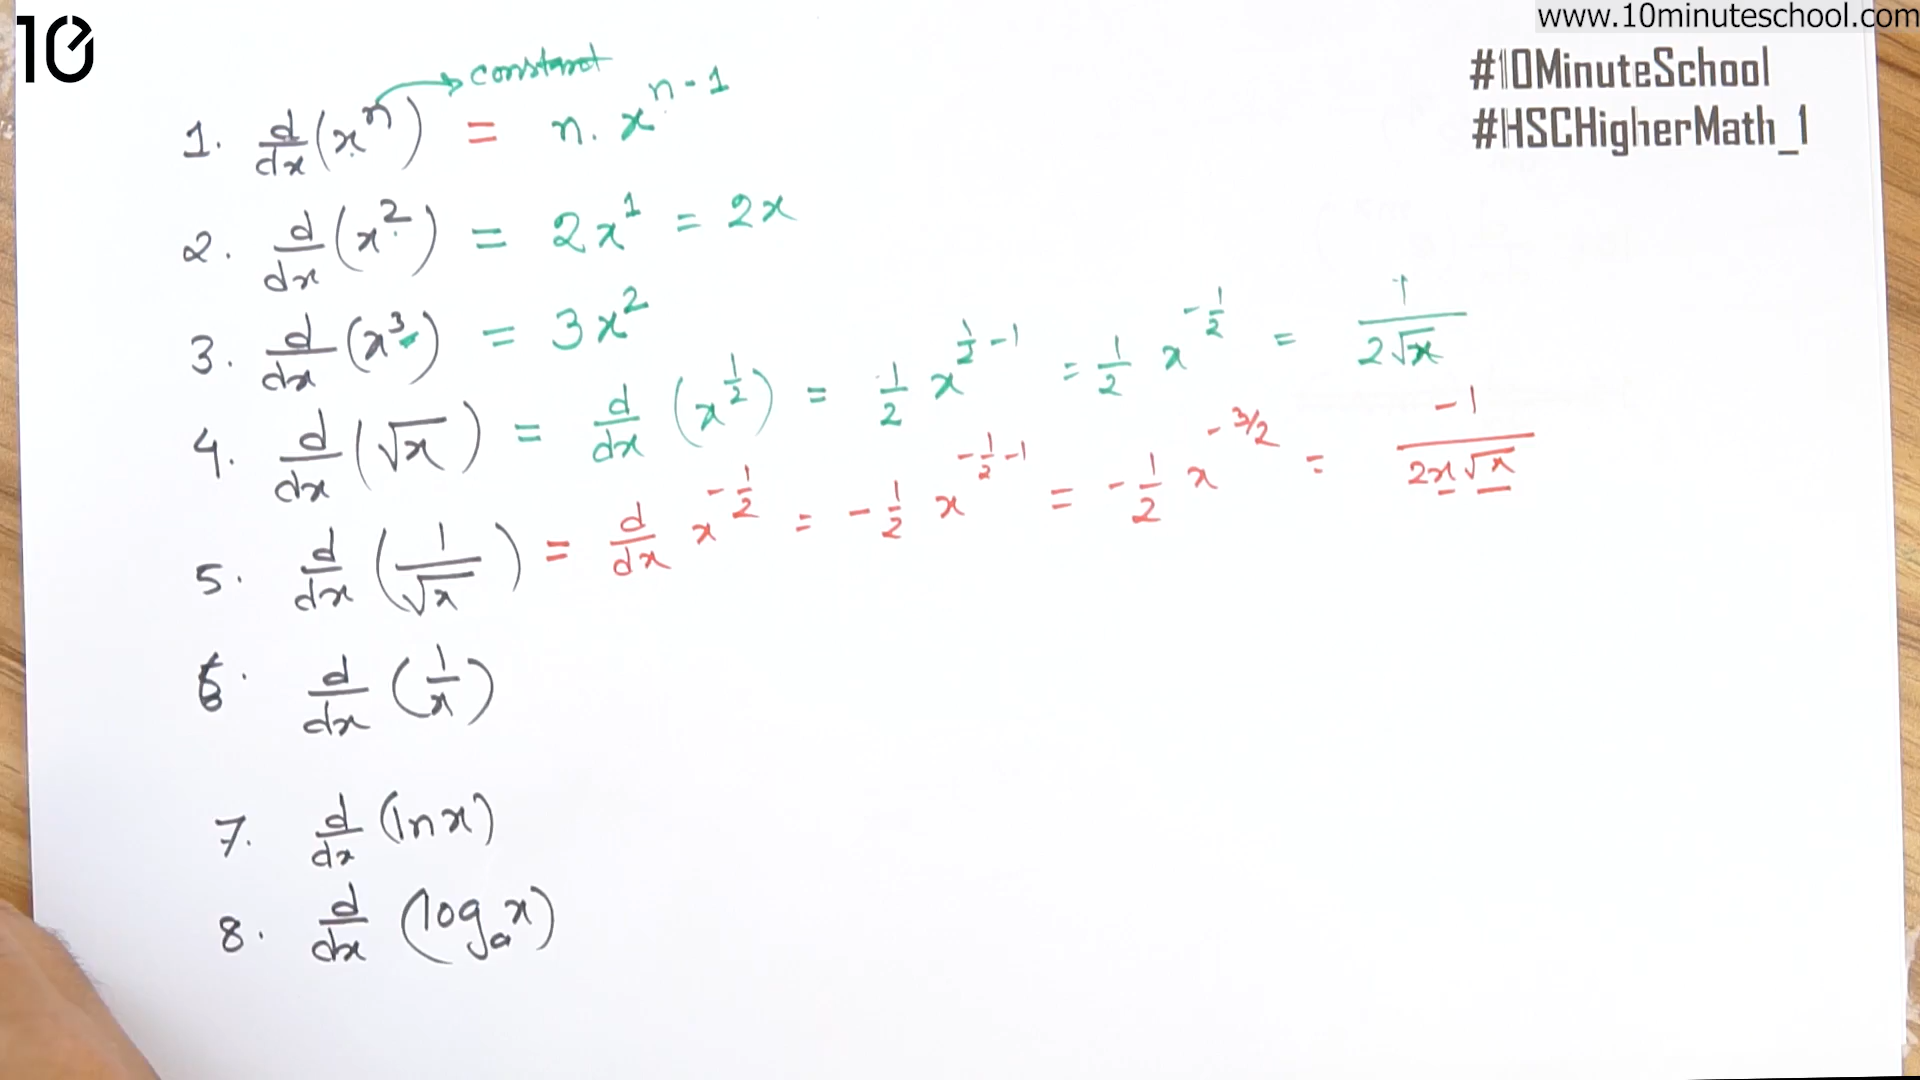 10
www.10minuteschool.com
#10MinuteSchool
#HSCHigherMath_1
constant
1. d/dx (x^n) = n. x^{n-1}
2. d/dx (x^2) = 2x^1 = 2x
3. d/dx (x^3) = 3x^2
4. d/dx (√x) = d/dx (x^{1/2}) = 1/2 x^{1/2 - 1} = 1/2 x^{-1/2} = 1/(2√x)
5. d/dx (1/√x) = d/dx x^{-1/2} = -1/2 x^{-1/2 - 1} = -1/2 x^{-3/2} = -1/(2x√x)
6. d/dx (1/x)
7. d/dx (ln x)
8. d/dx (log_a x)